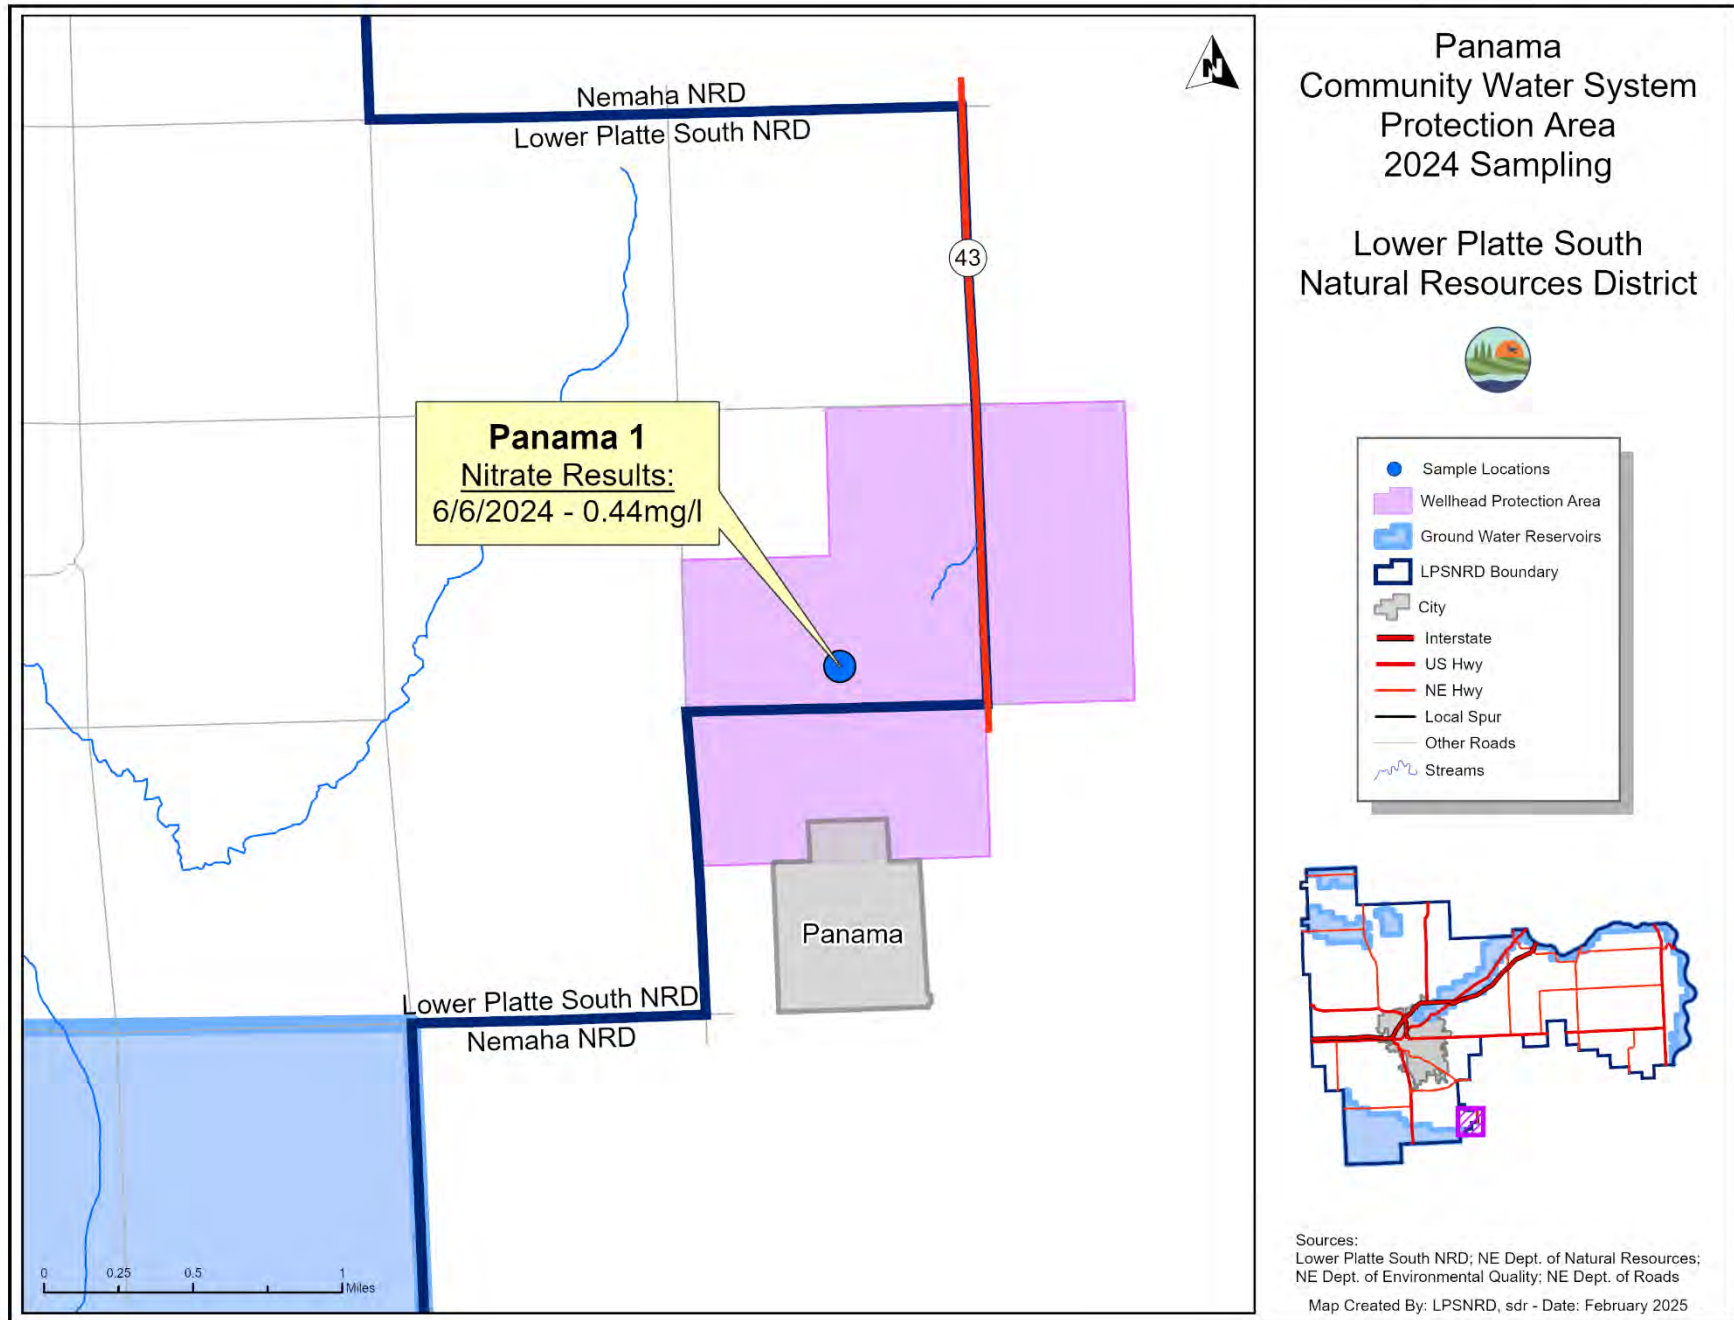 Nemaha NRD
Lower Platte South NRD
N
43
Panama 1
Nitrate Results:
6/6/2024 - 0.44mg/l
Panama
Lower Platte South NRD
Nemaha NRD
0 0.25 0.5 1
Miles
Panama
Community Water System
Protection Area
2024 Sampling
Lower Platte South
Natural Resources District
Sample Locations
Wellhead Protection Area
Ground Water Reservoirs
LPSNRD Boundary
City
Interstate
US Hwy
NE Hwy
Local Spur
Other Roads
Streams
Sources:
Lower Platte South NRD; NE Dept. of Natural Resources;
NE Dept. of Environmental Quality; NE Dept. of Roads
Map Created By: LPSNRD, sdr - Date: February 2025